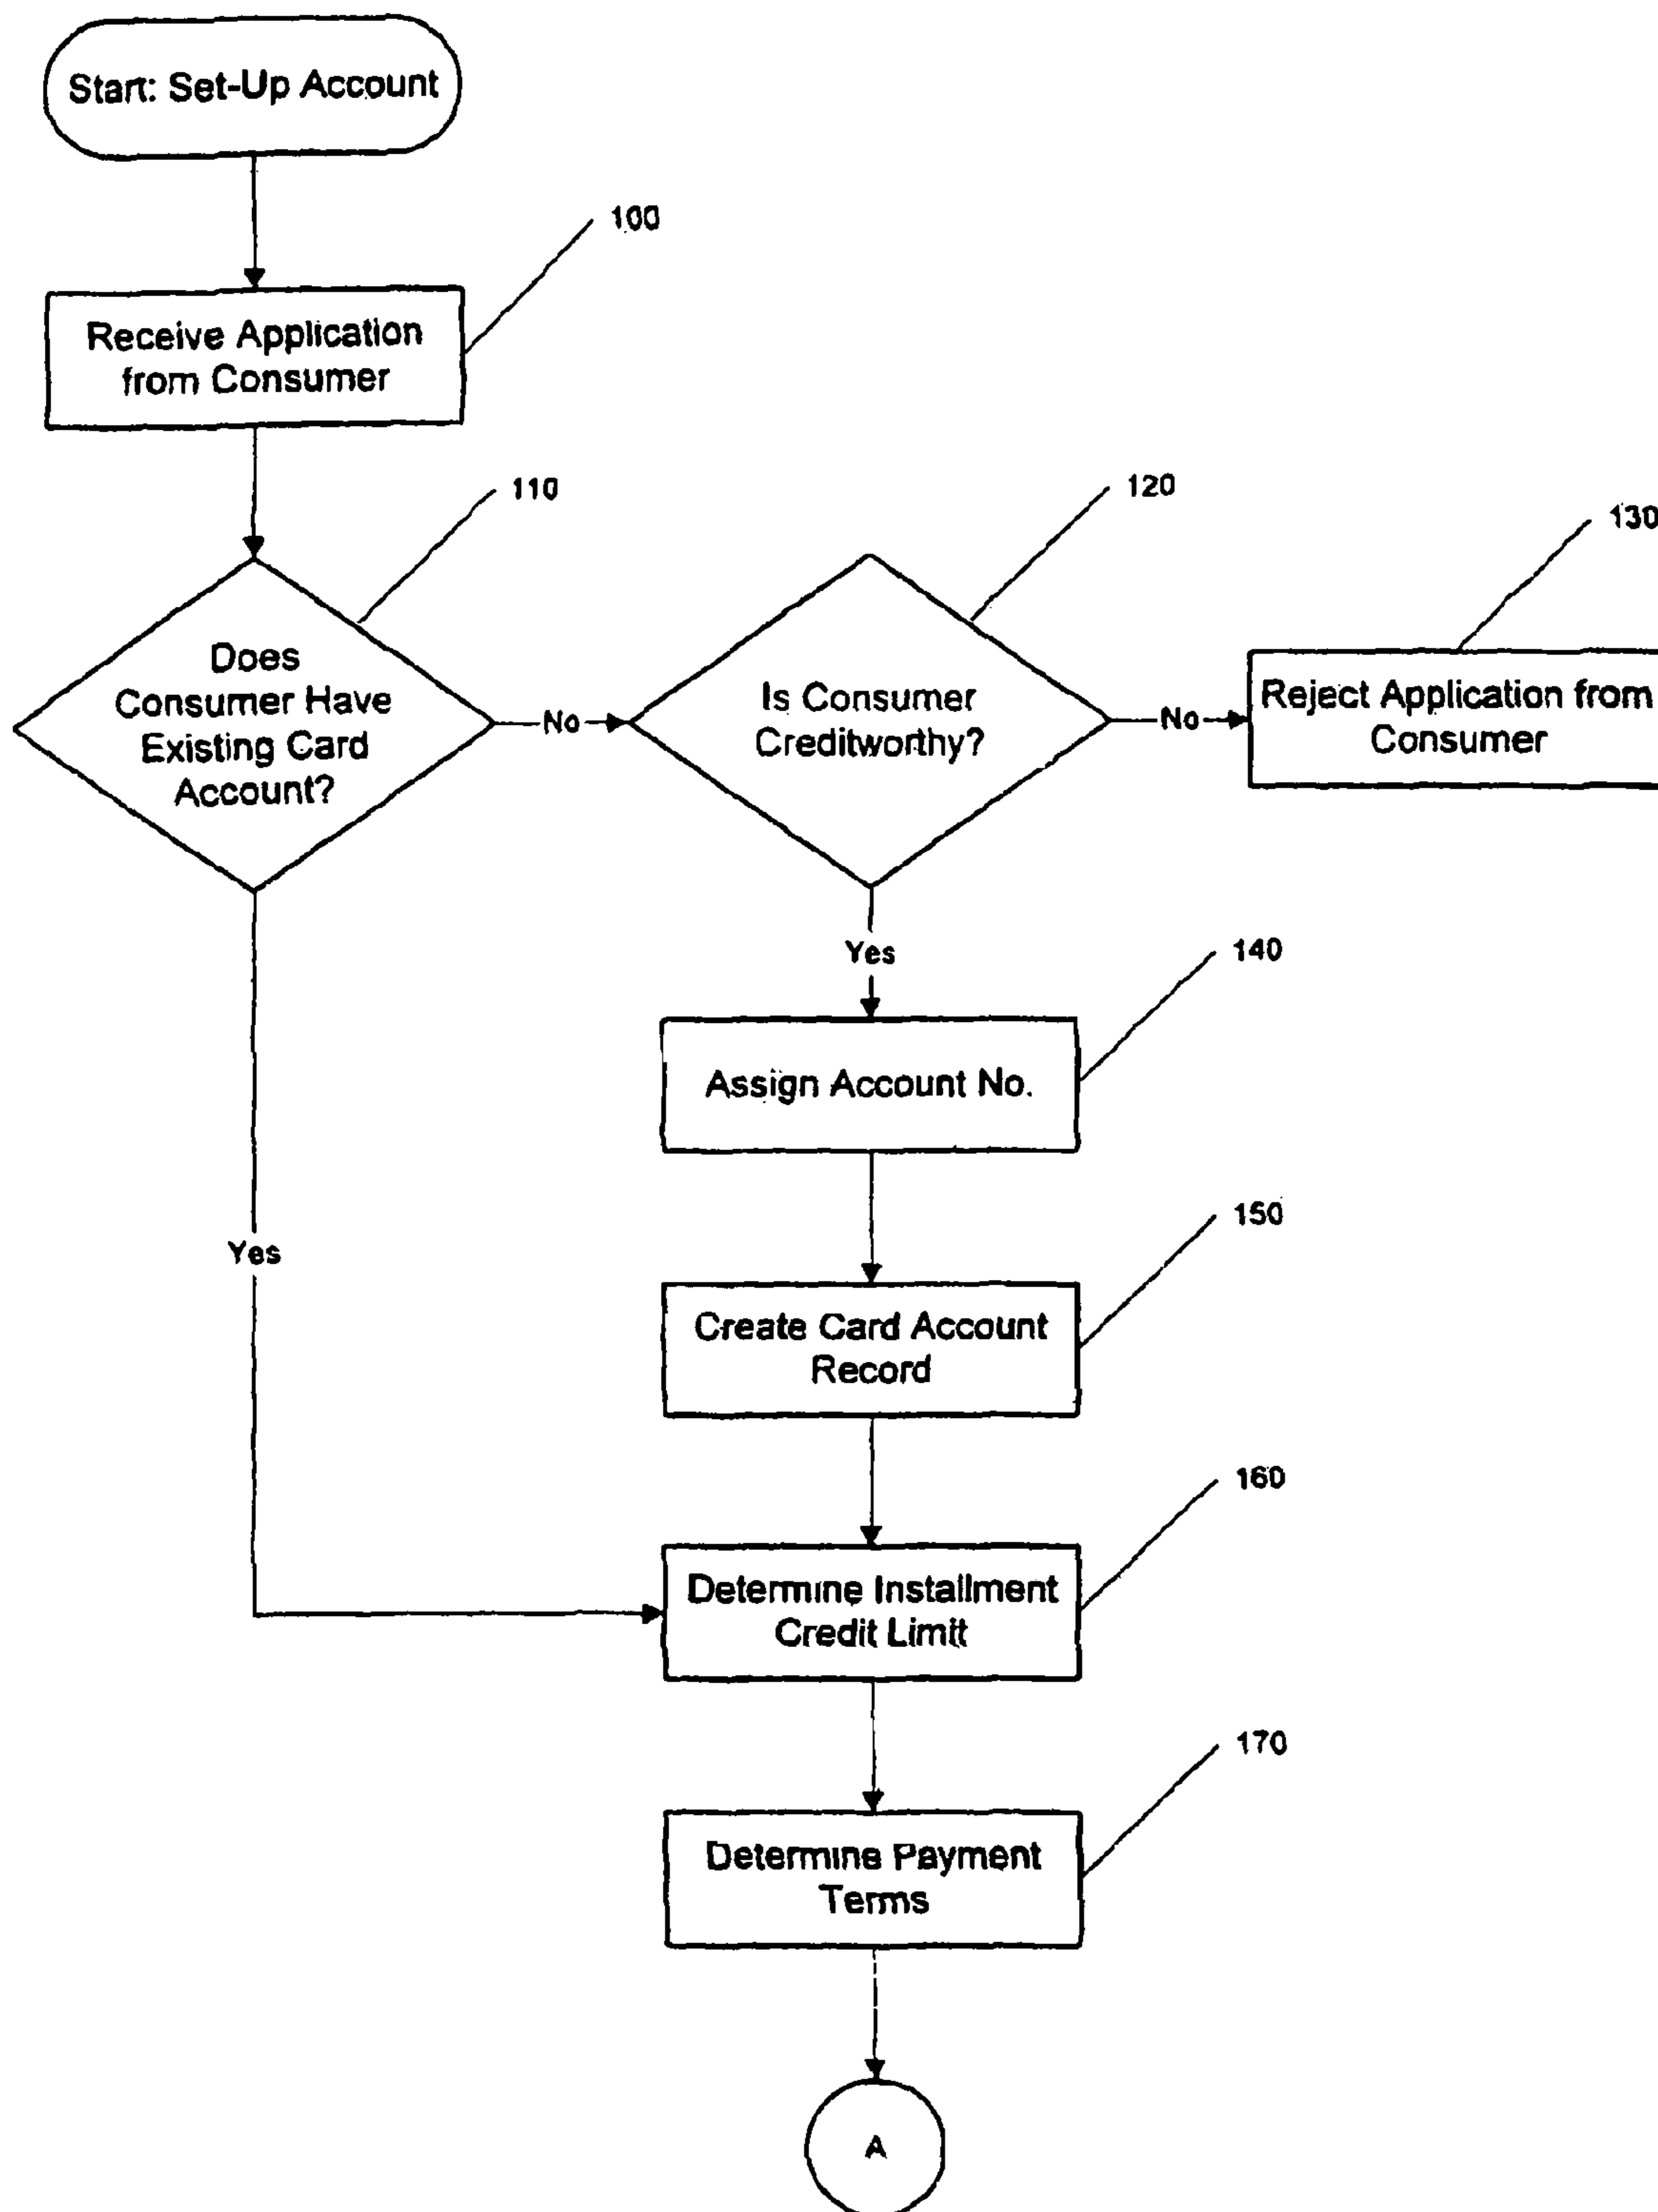 Start: Set-Up Account
100
Receive Application
from Consumer
110
120
130
Does
Consumer Have
Existing Card
Account?
No
Is Consumer
Creditworthy?
No
Reject Application from
Consumer
Yes
140
Assign Account No.
150
Yes
Create Card Account
Record
160
Determine Installment
Credit Limit
170
Determine Payment
Terms
A